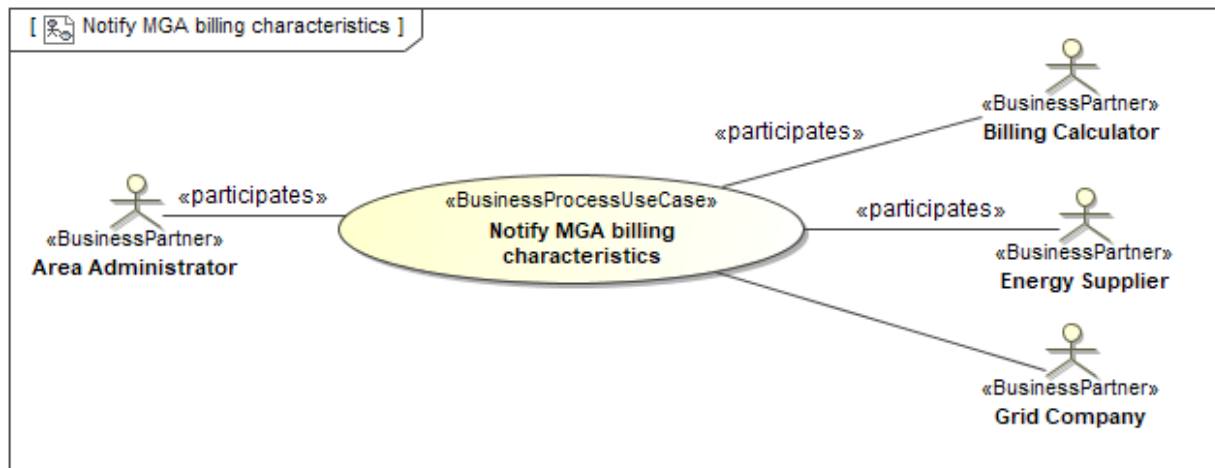 [ Notify MGA billing characteristics ]
«BusinessPartner»
Billing Calculator
«participates»
«participates»
«BusinessPartner»
Area Administrator
«BusinessProcessUseCase»
Notify MGA billing
characteristics
«participates»
«BusinessPartner»
Energy Supplier
«BusinessPartner»
Grid Company